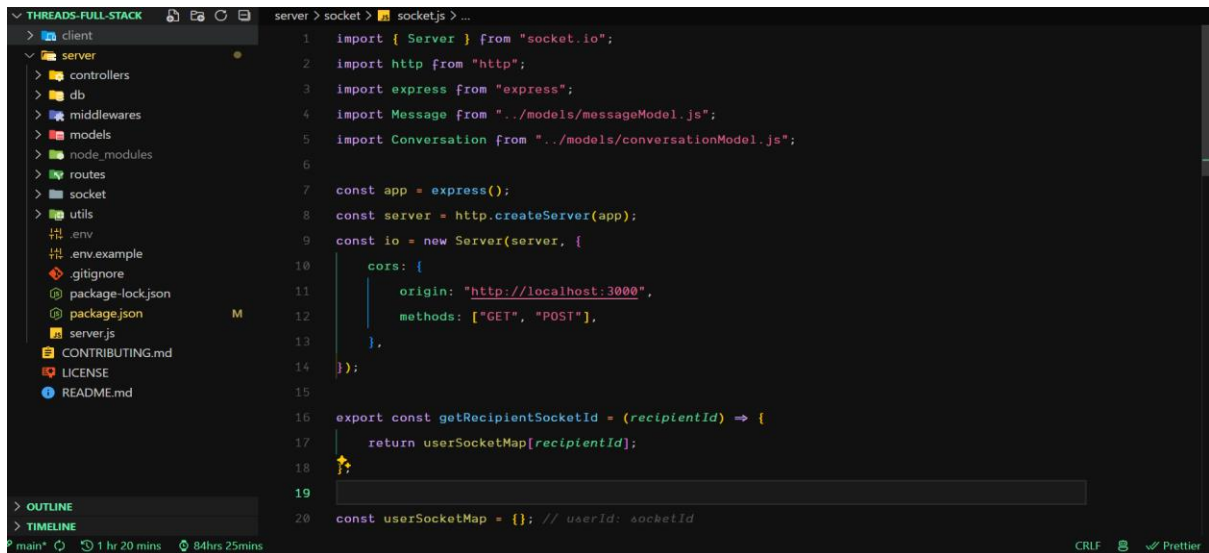 THREADS-FULL-STACK
client
server
controllers
db
middlewares
models
node_modules
routes
socket
utils
.env
.env.example
.gitignore
package-lock.json
package.json M
server.js
CONTRIBUTING.md
LICENSE
README.md
OUTLINE
TIMELINE
server > socket > JS socket.js > ...
1 import { Server } from "socket.io";
2 import http from "http";
3 import express from "express";
4 import Message from "../models/messageModel.js";
5 import Conversation from "../models/conversationModel.js";
6
7 const app = express();
8 const server = http.createServer(app);
9 const io = new Server(server, {
10 cors: {
11 origin: "http://localhost:3000",
12 methods: ["GET", "POST"],
13 },
14 });
15
16 export const getRecipientSocketId = (recipientId) => {
17 return userSocketMap[recipientId];
18
19
20 const userSocketMap = {}; // userId: socketId
main* 1 hr 20 mins 84hrs 25mins CRLF Prettier